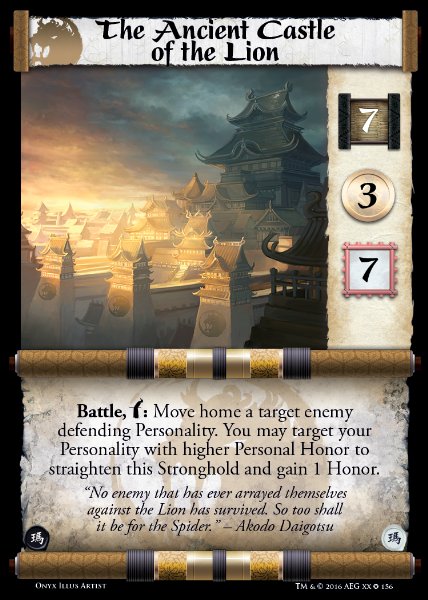 The Ancient Castle
of the Lion
7
3
7
Battle, : Move home a target enemy
defending Personality. You may target your
Personality with higher Personal Honor to
straighten this Stronghold and gain 1 Honor.
“No enemy that has ever arrayed themselves
against the Lion has survived. So too shall
it be for the Spider.” – Akodo Daigotsu
瑪 瑪
Onyx Illus Artist TM & © 2016 AEG XX ✪ 156